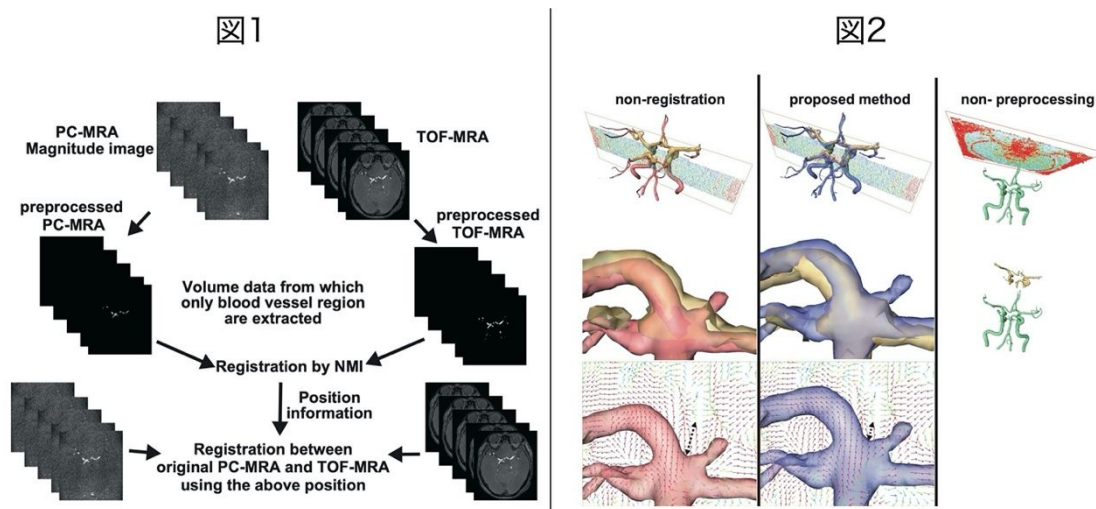 図1
PC-MRA
Magnitude image
TOF-MRA
preprocessed
PC-MRA
preprocessed
TOF-MRA
Volume data from which
only blood vessel region
are extracted
Registration by NMI
Position
information
Registration between
original PC-MRA and TOF-MRA
using the above position
図2
non-registration
proposed method
non- preprocessing